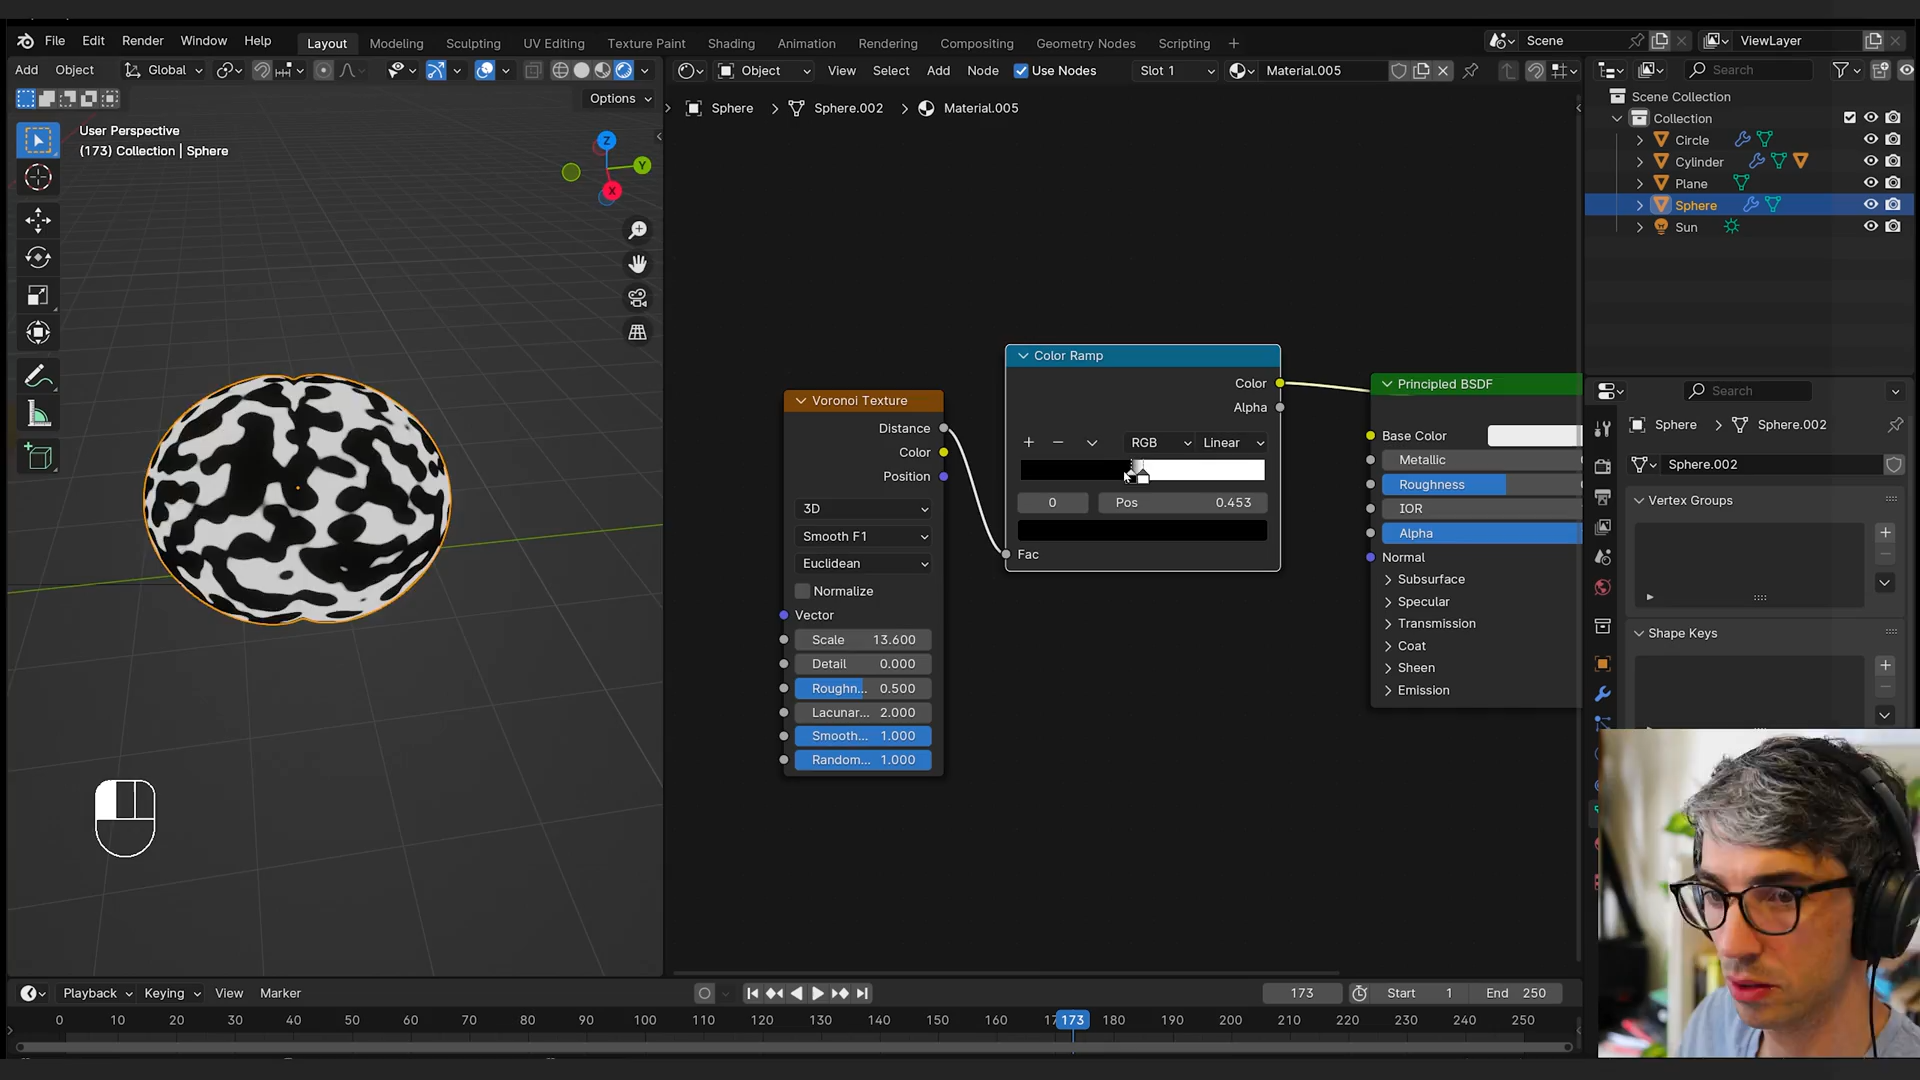 File Edit Render Window Help Layout Modeling Sculpting UV Editing Texture Paint Shading Animation Rendering Compositing Geometry Nodes Scripting + Scene ViewLayer
Add Object Global Object View Select Add Node Use Nodes Slot 1 Material.005 Search
Options Sphere > Sphere.002 > Material.005 Scene Collection
Collection
User Perspective
(173) Collection | Sphere
Z
Y
X
Circle
Cylinder
Plane
Sphere
Sun
Voronoi Texture
Distance
Color
Position
3D
Smooth F1
Euclidean
Normalize
Vector
Scale 13.600
Detail 0.000
Roughn... 0.500
Lacunar... 2.000
Smooth... 1.000
Random... 1.000
Color Ramp
Color
Alpha
RGB Linear
0 Pos 0.453
Fac
Principled BSDF
Base Color
Metallic
Roughness
IOR
Alpha
Normal
Subsurface
Specular
Transmission
Coat
Sheen
Emission
Search
Sphere > Sphere.002
Sphere.002
Vertex Groups
Shape Keys
Playback Keying View Marker 173 Start 1 End 250
0 10 20 30 40 50 60 70 80 90 100 110 120 130 140 150 160 173 180 190 200 210 220 230 240 250